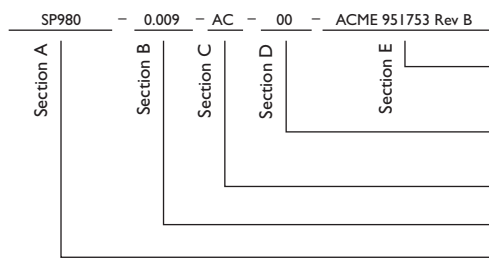 SP980 – 0.009 – AC – 00 – ACME 951753 Rev B
Section A
Section B
Section C
Section D
Section E